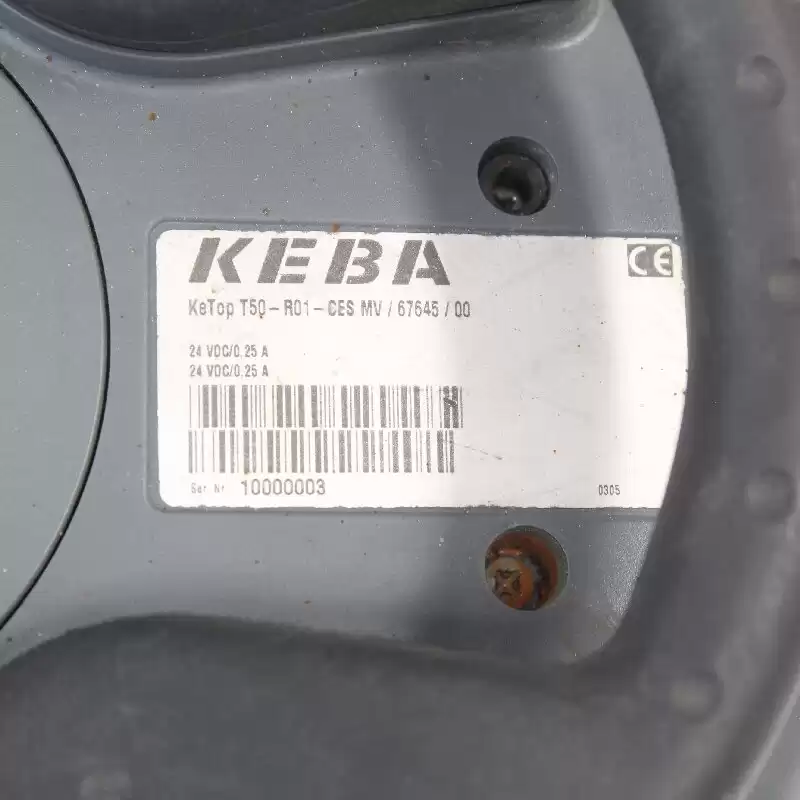 KEBA
CE
KeTop T50-R01-CES MV / 67645 / 00
24 VDC/0,25 A
24 VDC/0,25 A
Ser. Nr. 10000003
0305